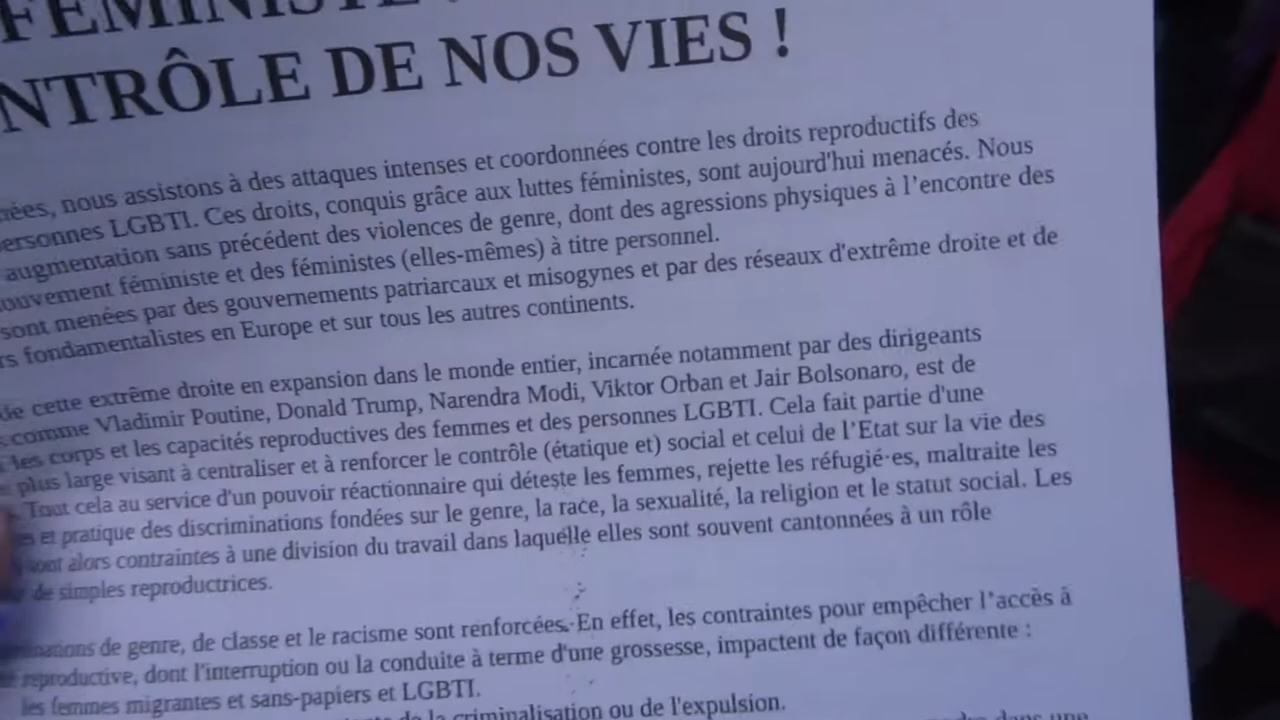 FÉMINISTE
NTRÔLE DE NOS VIES !
nées, nous assistons à des attaques intenses et coordonnées contre les droits reproductifs des
ersonnes LGBTI. Ces droits, conquis grâce aux luttes féministes, sont aujourd'hui menacés. Nous
augmentation sans précédent des violences de genre, dont des agressions physiques à l'encontre des
ouvement féministe et des féministes (elles-mêmes) à titre personnel.
sont menées par des gouvernements patriarcaux et misogynes et par des réseaux d'extrême droite et de
rs fondamentalistes en Europe et sur tous les autres continents.
de cette extrême droite en expansion dans le monde entier, incarnée notamment par des dirigeants
comme Vladimir Poutine, Donald Trump, Narendra Modi, Viktor Orban et Jair Bolsonaro, est de
les corps et les capacités reproductives des femmes et des personnes LGBTI. Cela fait partie d'une
plus large visant à centraliser et à renforcer le contrôle (étatique et) social et celui de l'Etat sur la vie des
Tout cela au service d'un pouvoir réactionnaire qui déteste les femmes, rejette les réfugié·es, maltraite les
et pratique des discriminations fondées sur le genre, la race, la sexualité, la religion et le statut social. Les
sont alors contraintes à une division du travail dans laquelle elles sont souvent cantonnées à un rôle
de simples reproductrices.
de genre, de classe et le racisme sont renforcées. En effet, les contraintes pour empêcher l'accès à
reproductive, dont l'interruption ou la conduite à terme d'une grossesse, impactent de façon différente :
les femmes migrantes et sans-papiers et LGBTI.
de la criminalisation ou de l'expulsion.
dans une